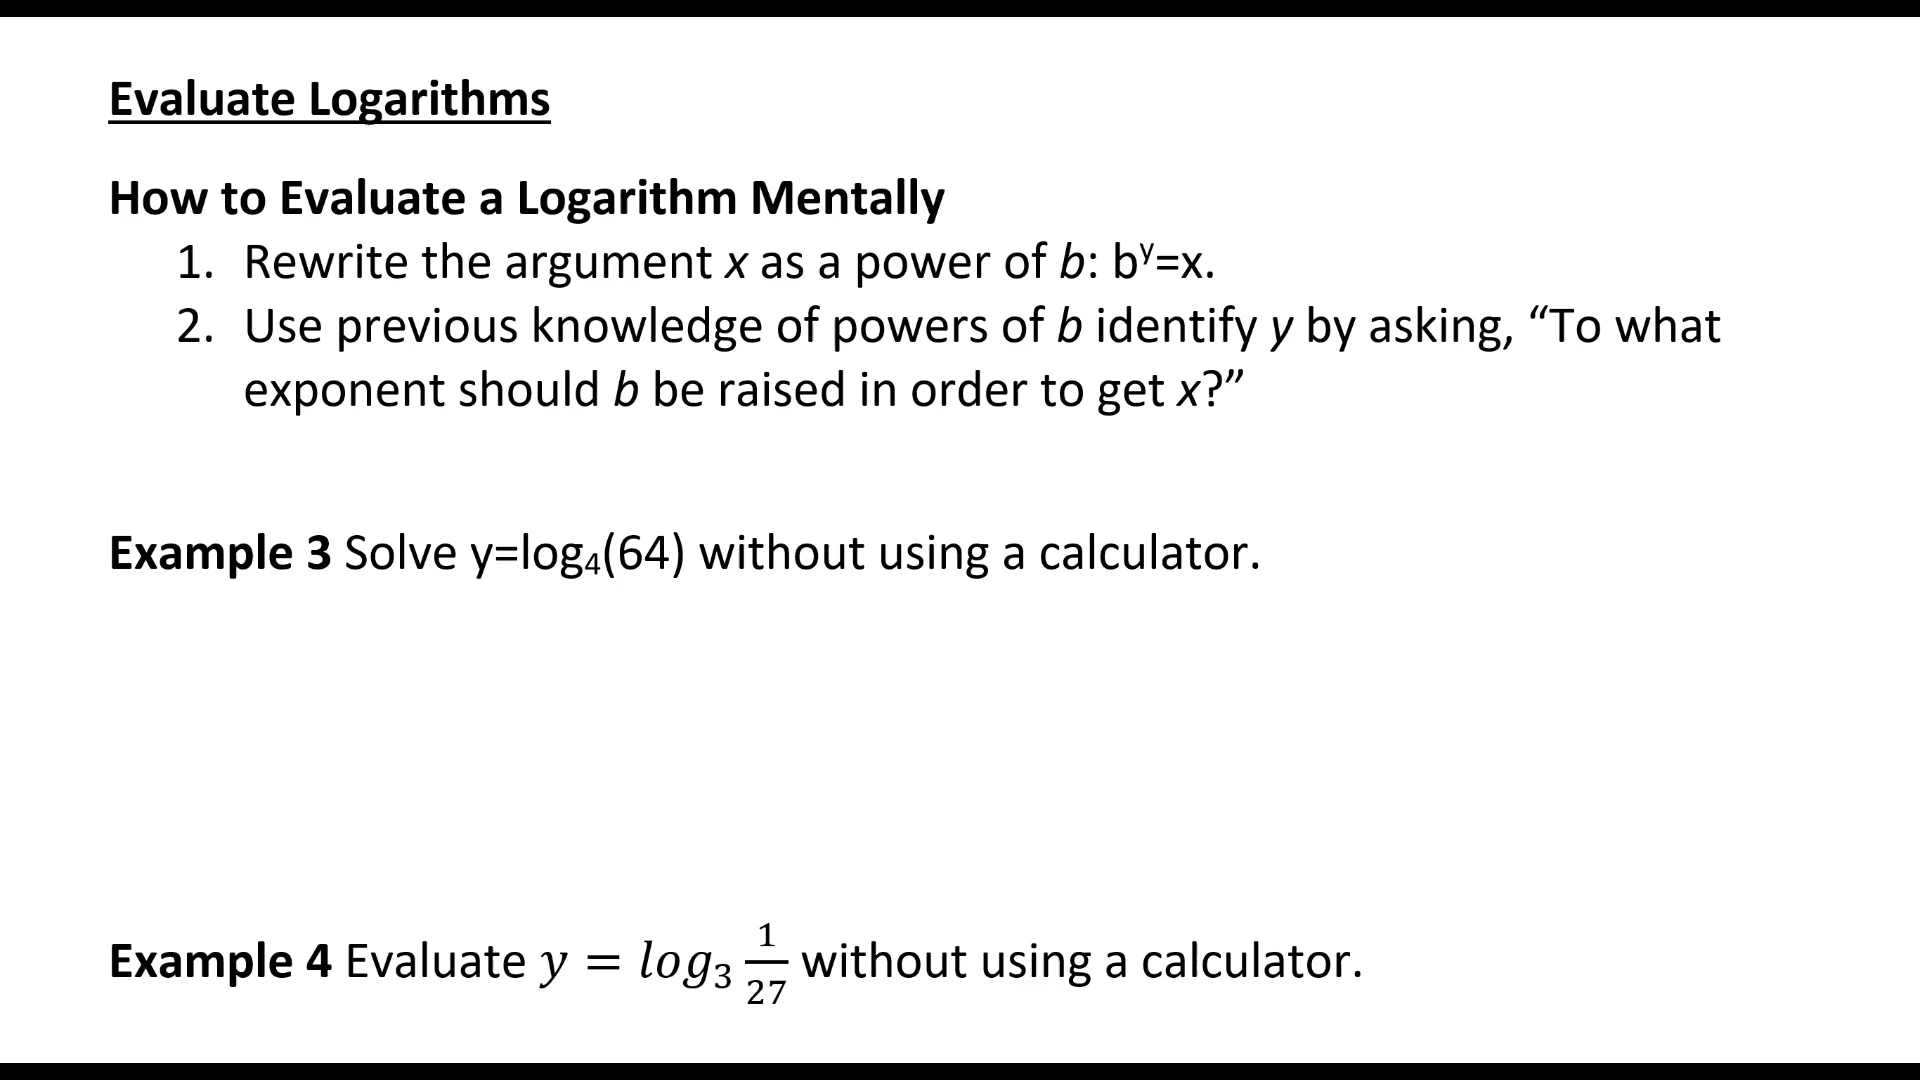 Evaluate Logarithms
How to Evaluate a Logarithm Mentally
1. Rewrite the argument x as a power of b: bʸ=x.
2. Use previous knowledge of powers of b identify y by asking, “To what
exponent should b be raised in order to get x?”
Example 3 Solve y=log₄(64) without using a calculator.
Example 4 Evaluate y = log₃ 1/27 without using a calculator.